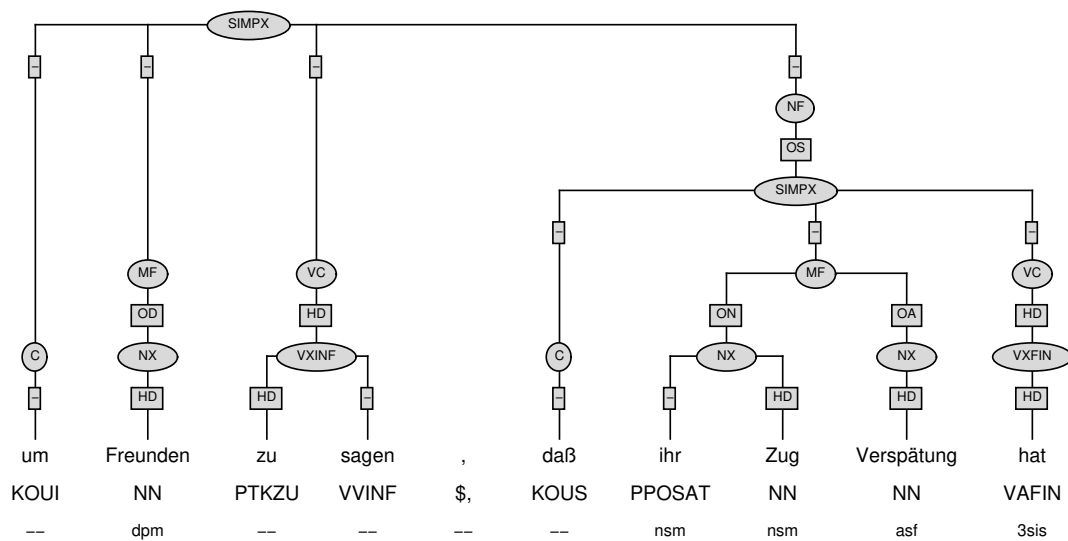 SIMPX
– – – –
NF
OS
SIMPX
– – –
MF VC MF VC
OD HD ON OA HD
C NX VXINF C NX NX VXFIN
– HD HD – – – HD HD HD
um Freunden zu sagen , daß ihr Zug Verspätung hat
KOUI NN PTKZU VVINF $, KOUS PPOSAT NN NN VAFIN
–– dpm –– –– –– –– nsm nsm asf 3sis